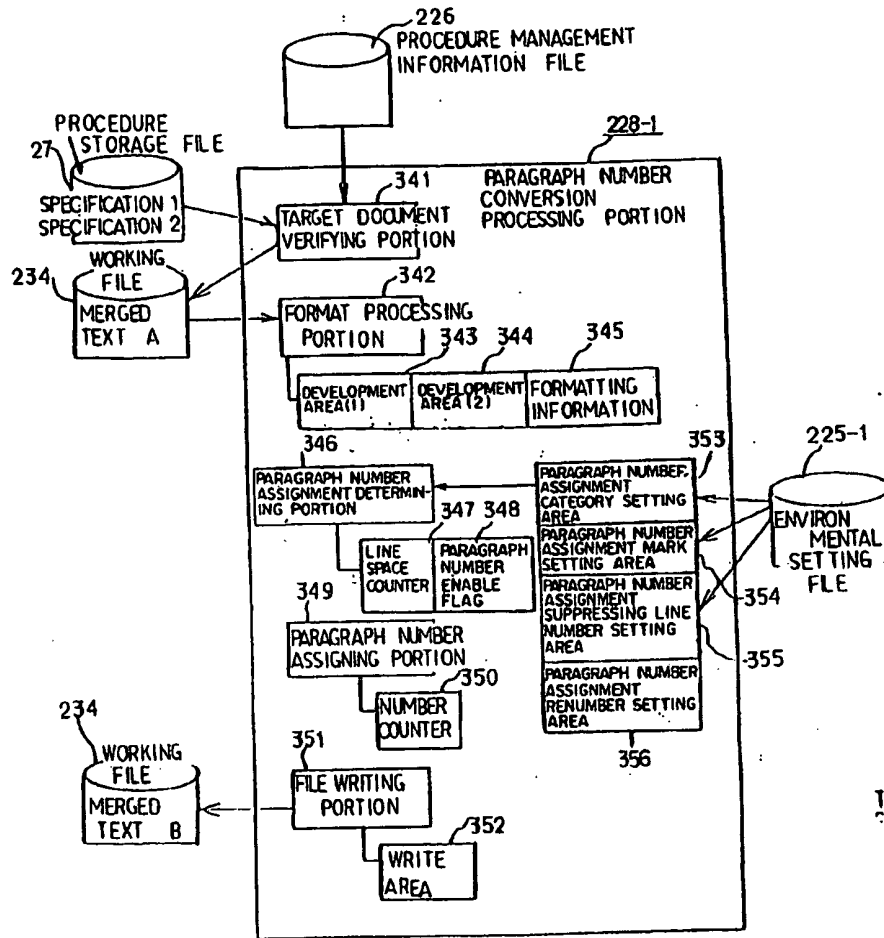 226
PROCEDURE MANAGEMENT
INFORMATION FILE
PROCEDURE
STORAGE FILE
27
SPECIFICATION 1
SPECIFICATION 2
228-1
PARAGRAPH NUMBER
CONVERSION
PROCESSING PORTION
341
TARGET DOCUMENT
VERIFYING PORTION
234
WORKING
FILE
MERGED
TEXT A
342
FORMAT PROCESSING
PORTION
343
344
345
DEVELOPMENT
AREA(1)
DEVELOPMENT
AREA(2)
FORMATTING
INFORMATION
346
PARAGRAPH NUMBER
ASSIGNMENT DETERMIN-
ING PORTION
353
225-1
PARAGRAPH NUMBER
ASSIGNMENT
CATEGORY SETTING
AREA
ENVIRON
MENTAL
SETTING
FILE
347
348
LINE
SPACE
COUNTER
PARAGRAPH
NUMBER
ENABLE
FLAG
PARAGRAPH NUMBER
ASSIGNMENT MARK
SETTING AREA
354
PARAGRAPH NUMBER
ASSIGNMENT
SUPPRESSING LINE
NUMBER SETTING
AREA
355
349
PARAGRAPH NUMBER
ASSIGNING PORTION
350
NUMBER
COUNTER
PARAGRAPH NUMBER
ASSIGNMENT
RENUMBER SETTING
AREA
356
234
WORKING
FILE
MERGED
TEXT B
351
FILE WRITING
PORTION
352
WRITE
AREA
T